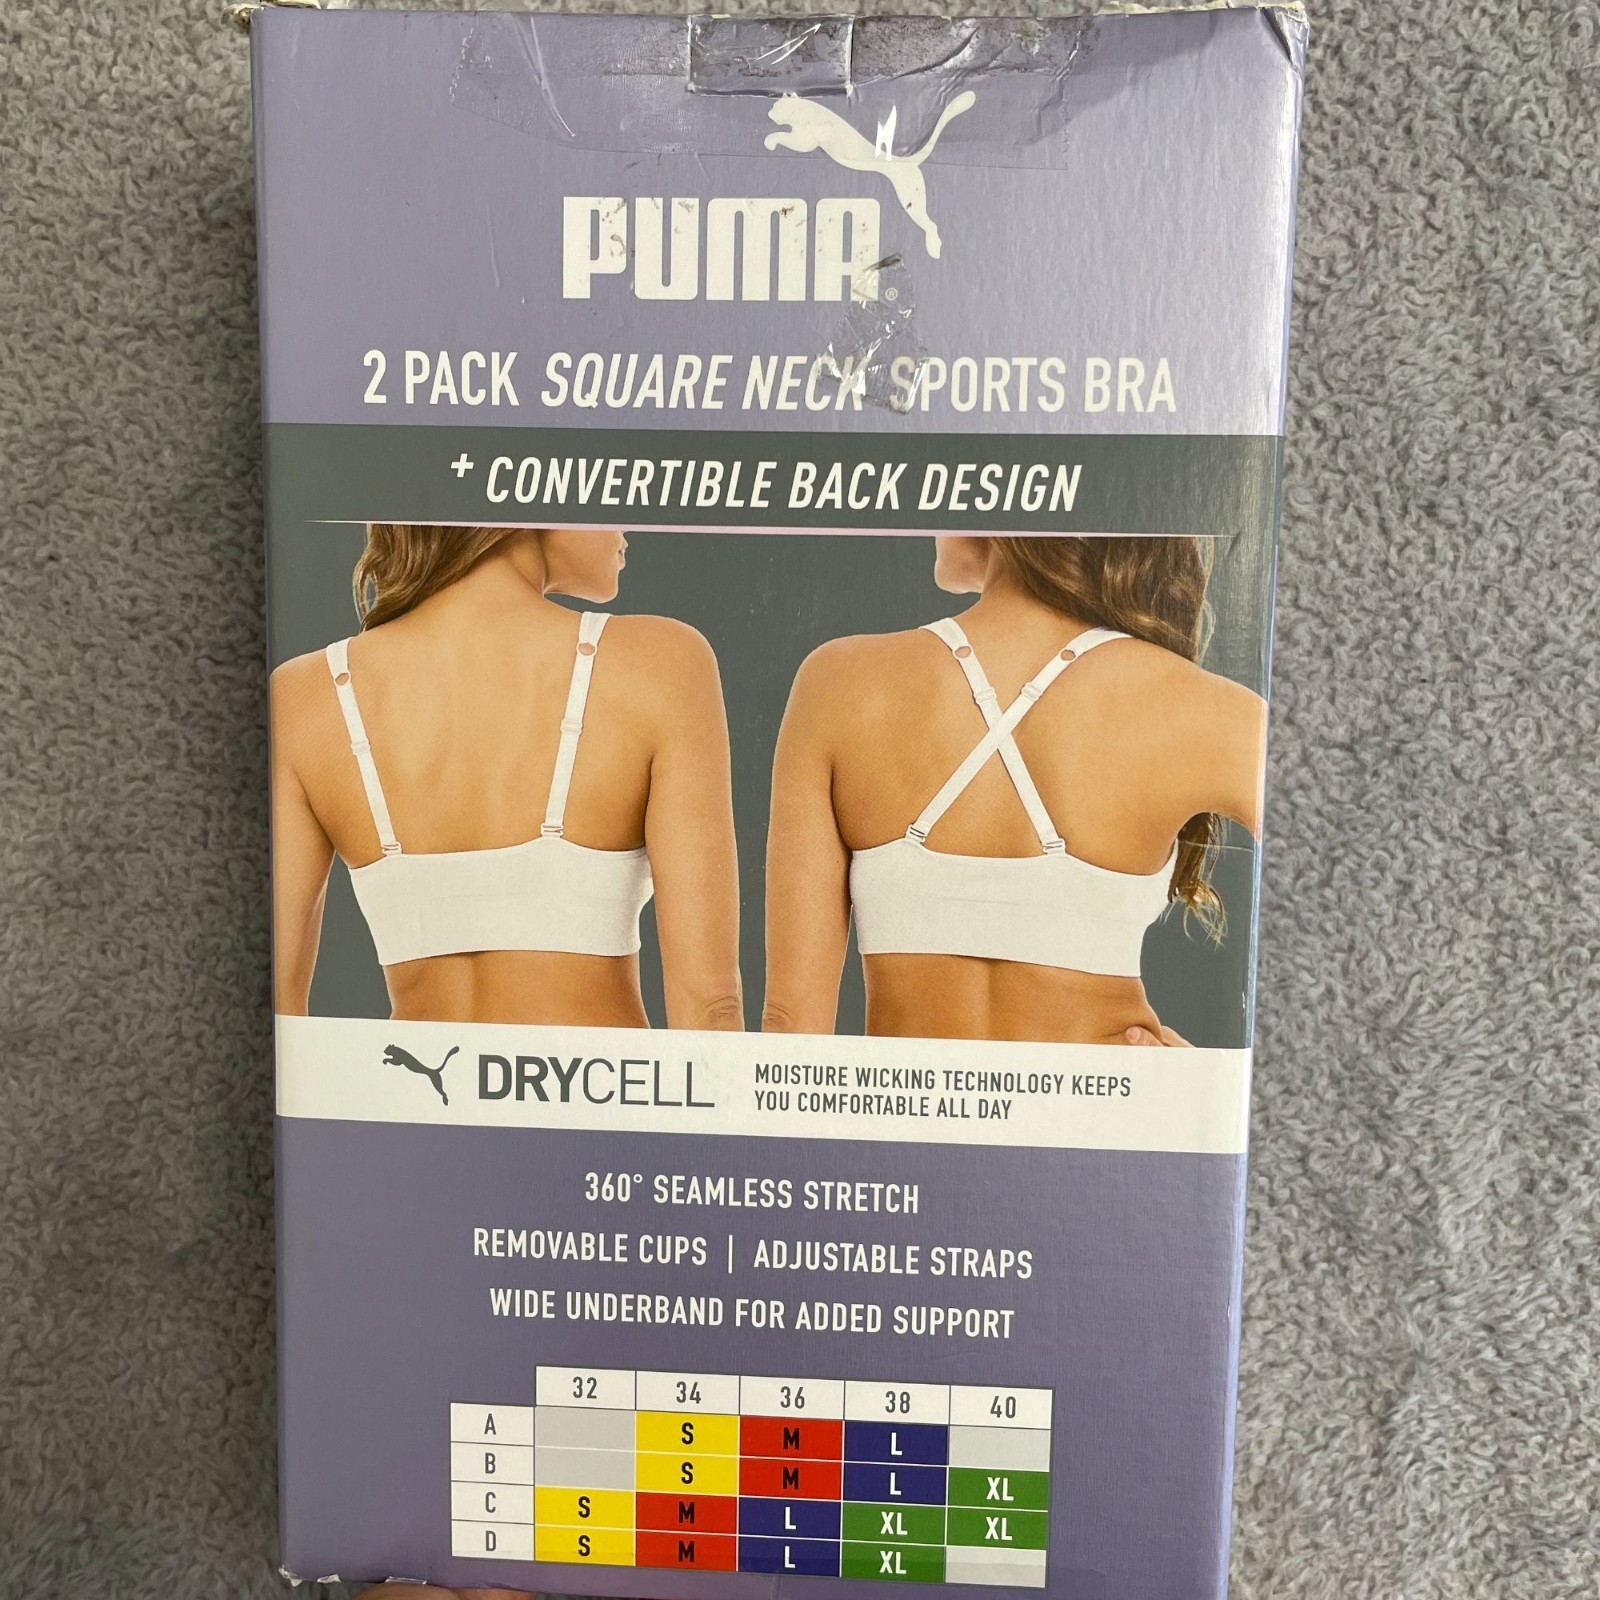 PUMA®
2 PACK SQUARE NECK SPORTS BRA
+ CONVERTIBLE BACK DESIGN
DRYCELL
MOISTURE WICKING TECHNOLOGY KEEPS
YOU COMFORTABLE ALL DAY
360° SEAMLESS STRETCH
REMOVABLE CUPS | ADJUSTABLE STRAPS
WIDE UNDERBAND FOR ADDED SUPPORT
32 34 36 38 40
A S M L
B S M L XL
C S M L XL XL
D S M L XL